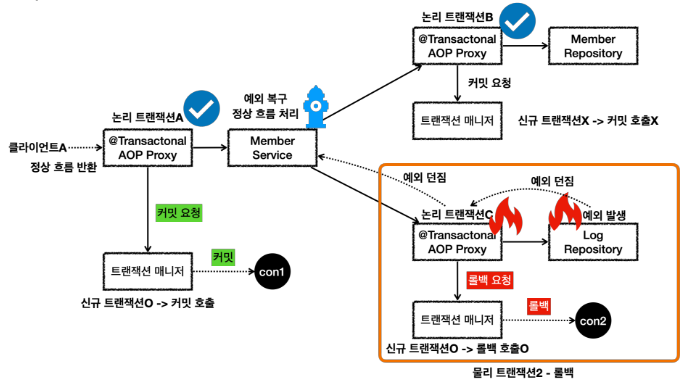 논리 트랜잭션B
@Transactonal
AOP Proxy
Member
Repository
커밋 요청
트랜잭션 매니저
신규 트랜잭션X -> 커밋 호출X
예외 복구
정상 흐름 처리
논리 트랜잭션A
클라이언트A
정상 흐름 반환
@Transactonal
AOP Proxy
Member
Service
커밋 요청
트랜잭션 매니저
커밋
con1
신규 트랜잭션O -> 커밋 호출
예외 던짐
예외 던짐
논리 트랜잭션C
예외 발생
@Transactonal
AOP Proxy
Log
Repository
롤백 요청
트랜잭션 매니저
롤백
con2
신규 트랜잭션O -> 롤백 호출O
물리 트랜잭션2 - 롤백